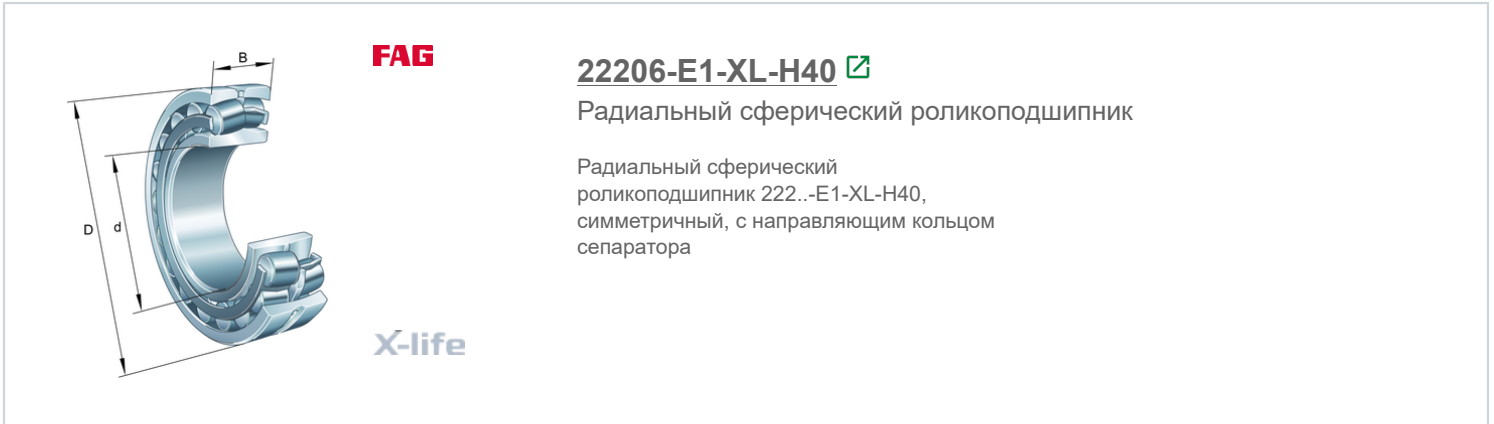 FAG
B
D
d
X-life
22206-E1-XL-H40
Радиальный сферический роликоподшипник
Радиальный сферический
роликоподшипник 222..-E1-XL-H40,
симметричный, с направляющим кольцом
сепаратора